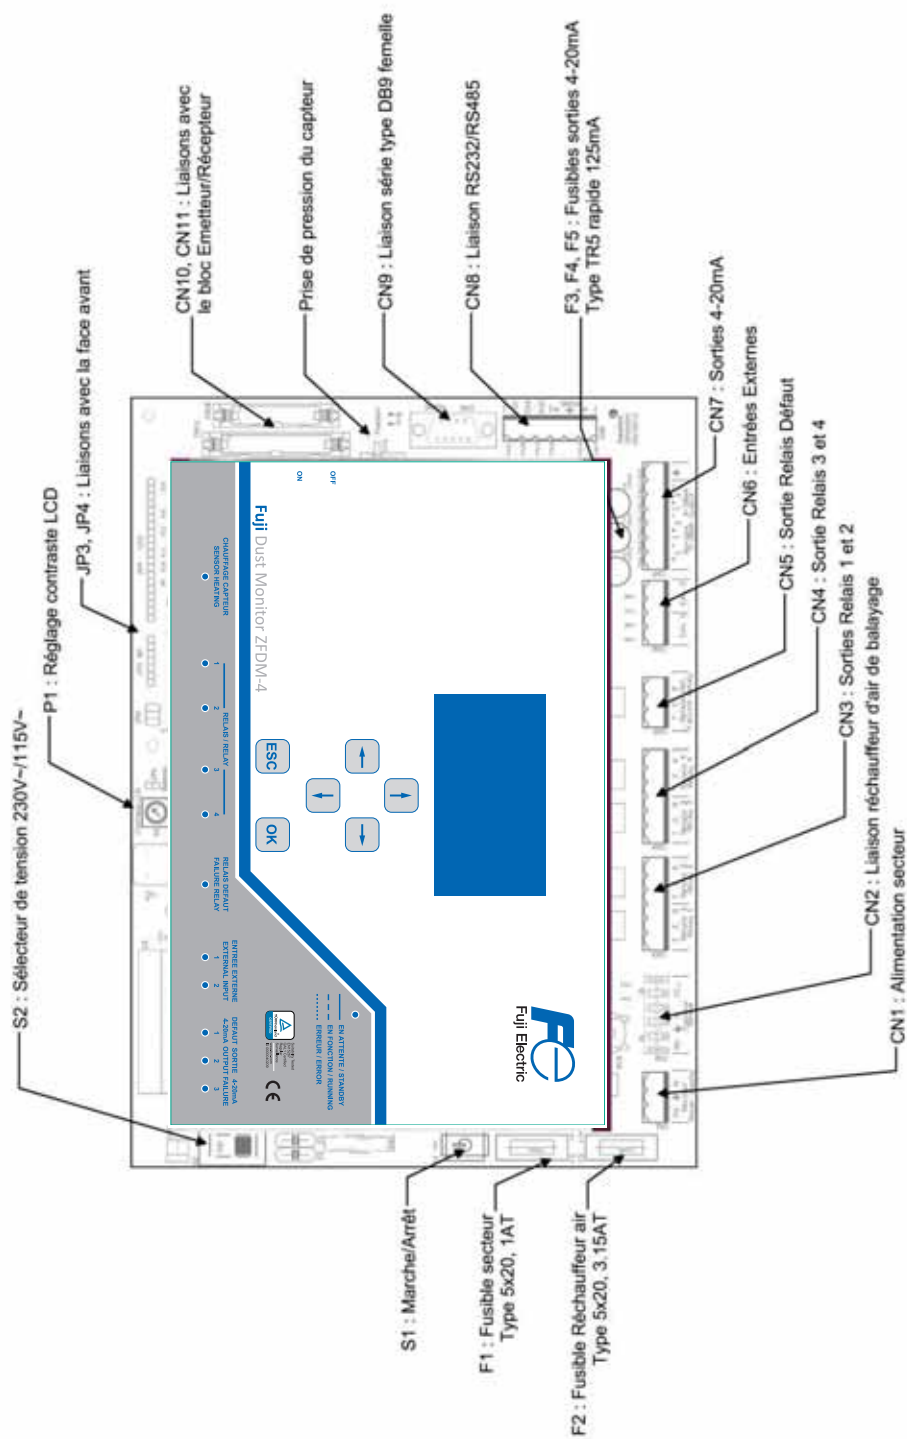 CN10, CN11 : Liaisons avec
le bloc Emetteur/Récepteur
Prise de pression du capteur
CN9 : Liaison série type DB9 femelle
CN8 : Liaison RS232/RS485
F3, F4, F5 : Fusibles sorties 4-20mA
Type TR5 rapide 125mA
JP3, JP4 : Liaisons avec la face avant
P1 : Réglage contraste LCD
S2 : Sélecteur de tension 230V~/115V~
CN7 : Sorties 4-20mA
CN6 : Entrées Externes
CN5 : Sortie Relais Défaut
CN4 : Sortie Relais 3 et 4
CN3 : Sorties Relais 1 et 2
CN2 : Liaison réchauffeur d'air de balayage
CN1 : Alimentation secteur
S1 : Marche/Arrêt
F1 : Fusible secteur
Type 5x20, 1AT
F2 : Fusible Réchauffeur air
Type 5x20, 3.15AT
OFF
ON
Fuji Dust Monitor ZFDM-4
ESC
OK
Fe
Fuji Electric
CHAUFFAGE CAPTEUR
SENSOR HEATING
RELAIS / RELAY
1 2 3 4
RELAIS DEFAUT
FAILURE RELAY
ENTREE EXTERNE
EXTERNAL INPUT
1 2
DEFAUT SORTIE 4-20mA
4-20mA OUTPUT FAILURE
1 2 3
EN ATTENTE / STANDBY
EN FONCTION / RUNNING
ERREUR / ERROR
CE